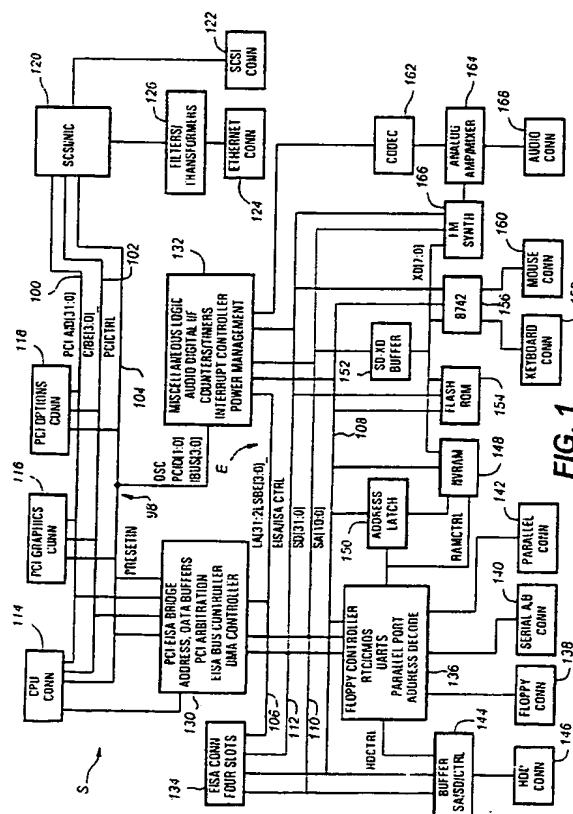 120
SCSI/NIC
122
SCSI
CONN
126
FILTERS/
TRANSFORMERS
ETHERNET
CONN
124
100
102
PCI A/D[31:0]
C/BE[3:0]_
PCICTRL
104
118
PCI OPTIONS
CONN
116
PCI GRAPHICS
CONN
98
PRESETIN
114
CPU
CONN
S
132
MISCELLANEOUS LOGIC
AUDIO DIGITAL I/F
COUNTERS/TIMERS
INTERRUPT CONTROLLER
POWER MANAGEMENT
OSC
PCID[1:0]
IBUS[3:0]
E
PCI-EISA BRIDGE
ADDRESS, DATA BUFFERS
PCI ARBITRATION
EISA BUS CONTROLLER
DMA CONTROLLER
130
LA[31:2]LSBE[3:0]_
EISA/ISA CTRL
SD[31:0]
SA[19:0]
106
112
110
108
EISA CONN
FOUR SLOTS
134
162
CODEC
164
ANALOG
AMP/MIXER
166
FM
SYNTH
168
AUDIO
CONN
XD[7:0]
160
MOUSE
CONN
8742
156
KEYBOARD
CONN
SD-XD
BUFFER
152
FLASH
ROM
154
NVRAM
148
ADDRESS
LATCH
150
RAMCTRL
FLOPPY CONTROLLER
RTC/CMOS
UARTS
PARALLEL PORT
ADDRESS DECODE
136
142
PARALLEL
CONN
140
SERIAL A,B
CONN
138
FLOPPY
CONN
HDCTRL
144
BUFFER
SA/SD/CTRL
146
CONN
FIG. 1